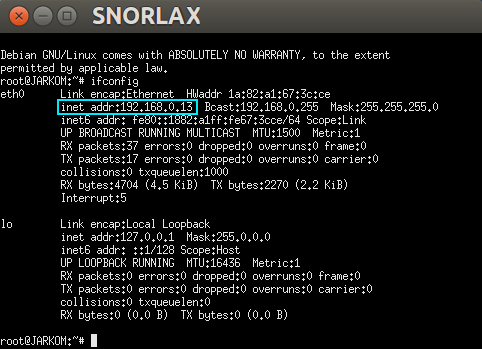 SNORLAX
Debian GNU/Linux comes with ABSOLUTELY NO WARRANTY, to the extent
permitted by applicable law.
root@JARKOM:~# ifconfig
eth0      Link encap:Ethernet  HWaddr 1a:82:a1:67:3c:ce
          inet addr:192.168.0.13  Bcast:192.168.0.255  Mask:255.255.255.0
          inet6 addr: fe80::1882:a1ff:fe67:3cce/64 Scope:Link
          UP BROADCAST RUNNING MULTICAST  MTU:1500  Metric:1
          RX packets:37 errors:0 dropped:0 overruns:0 frame:0
          TX packets:17 errors:0 dropped:0 overruns:0 carrier:0
          collisions:0 txqueuelen:1000
          RX bytes:4704 (4.5 KiB)  TX bytes:2270 (2.2 KiB)
          Interrupt:5
lo        Link encap:Local Loopback
          inet addr:127.0.0.1  Mask:255.0.0.0
          inet6 addr: ::1/128 Scope:Host
          UP LOOPBACK RUNNING  MTU:16436  Metric:1
          RX packets:0 errors:0 dropped:0 overruns:0 frame:0
          TX packets:0 errors:0 dropped:0 overruns:0 carrier:0
          collisions:0 txqueuelen:0
          RX bytes:0 (0.0 B)  TX bytes:0 (0.0 B)
root@JARKOM:~#